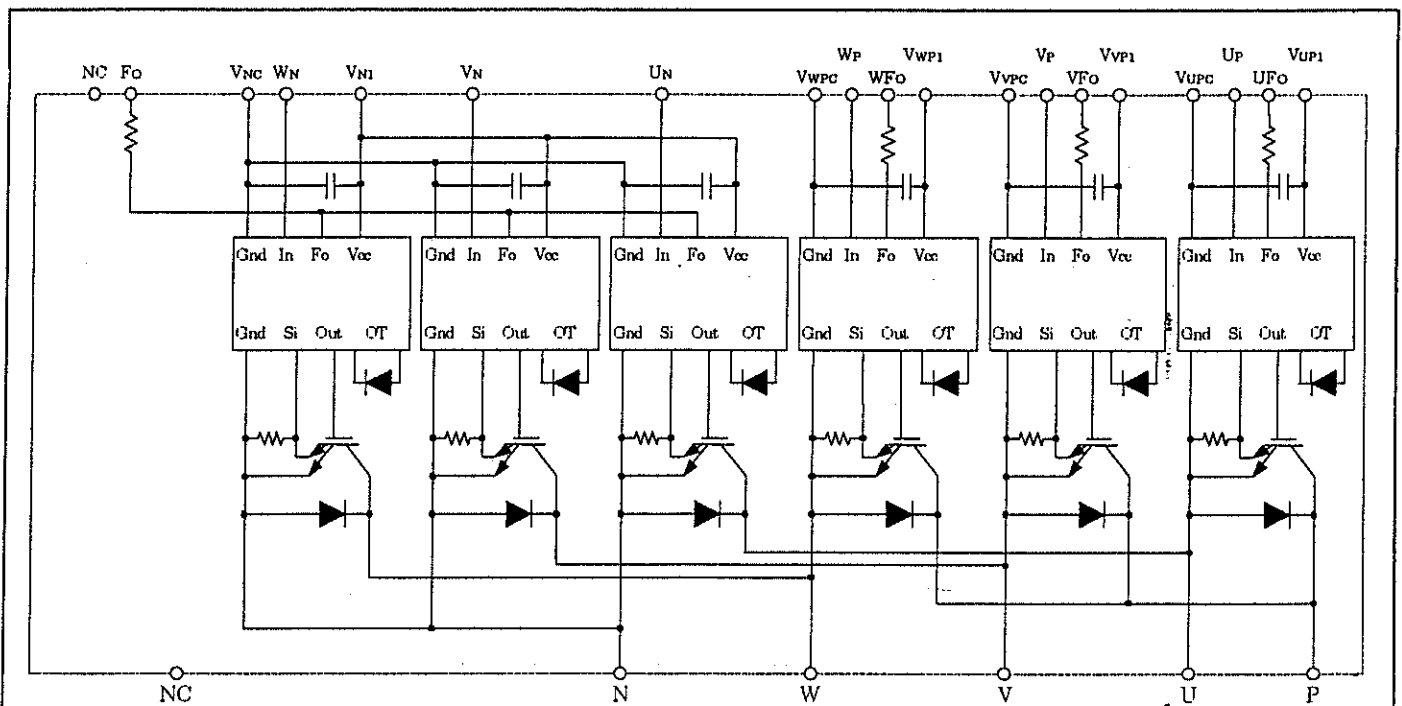 WP VWP1 VP VVP1 UP VUP1
NC FO VNC WN VN1 VN UN VWPC WFO VVPC VFO VUPC UFO
Gnd In Fo Vcc Gnd In Fo Vcc Gnd In Fo Vcc Gnd In Fo Vcc Gnd In Fo Vcc Gnd In Fo Vcc
Gnd Si Out OT Gnd Si Out OT Gnd Si Out OT Gnd Si Out OT Gnd Si Out OT Gnd Si Out OT
NC N W V U P